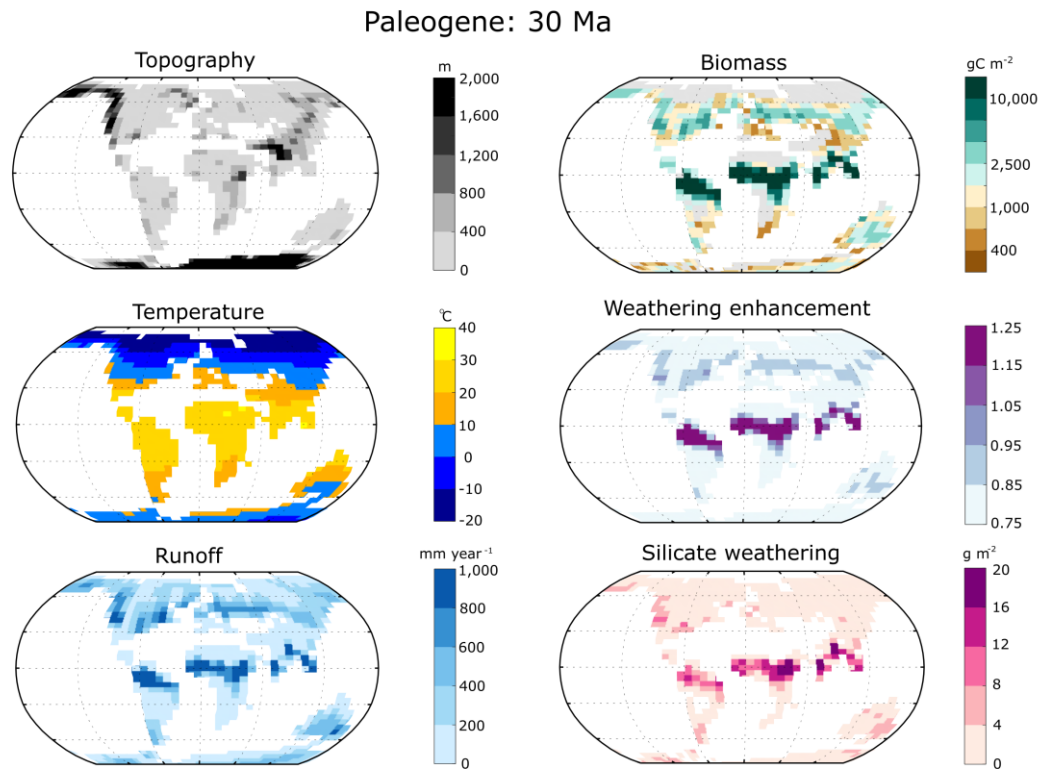 Paleogene: 30 Ma
Topography
m
2,000
1,600
1,200
800
400
0
Biomass
gC m⁻²
10,000
2,500
1,000
400
Temperature
°C
40
30
20
10
0
-10
-20
Weathering enhancement
1.25
1.15
1.05
0.95
0.85
0.75
Runoff
mm year⁻¹
1,000
800
600
400
200
0
Silicate weathering
g m⁻²
20
16
12
8
4
0